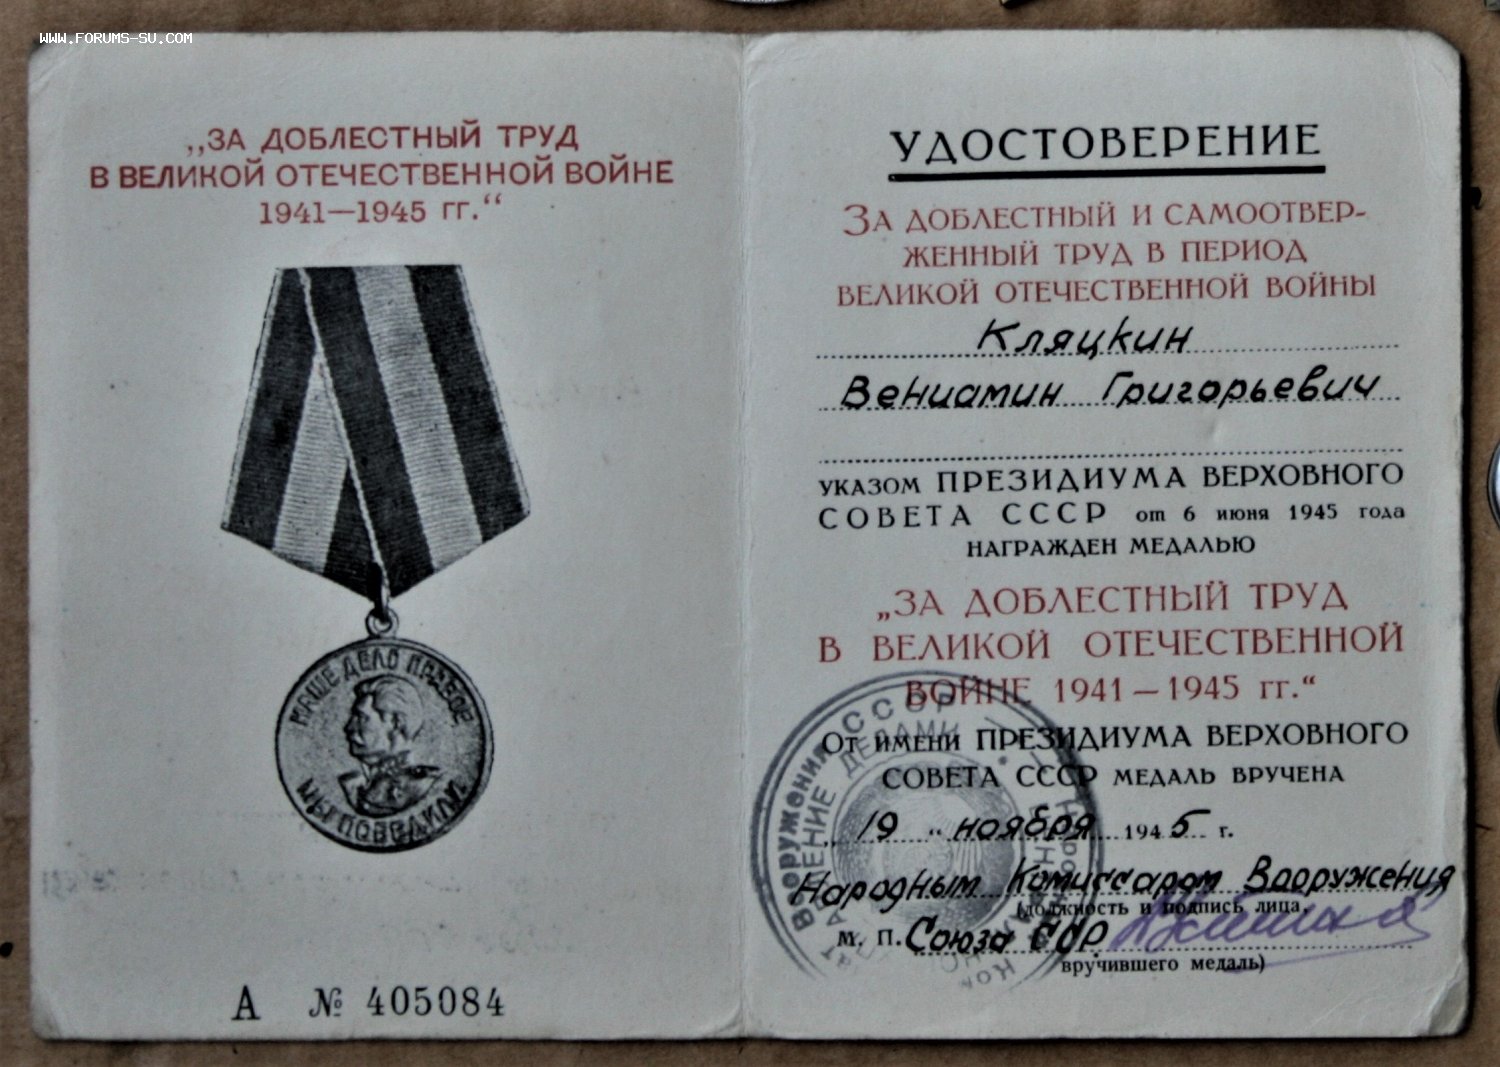 www.forums-su.com
„ЗА ДОБЛЕСТНЫЙ ТРУД
В ВЕЛИКОЙ ОТЕЧЕСТВЕННОЙ ВОЙНЕ
1941—1945 гг.“
НАШЕ ДЕЛО ПРАВОЕ
МЫ ПОБЕДИЛИ
А № 405084
УДОСТОВЕРЕНИЕ
ЗА ДОБЛЕСТНЫЙ И САМООТВЕР-
ЖЕННЫЙ ТРУД В ПЕРИОД
ВЕЛИКОЙ ОТЕЧЕСТВЕННОЙ ВОЙНЫ
Кляцкин
Вениамин Григорьевич
УКАЗОМ ПРЕЗИДИУМА ВЕРХОВНОГО
СОВЕТА СССР от 6 июня 1945 года
НАГРАЖДЕН МЕДАЛЬЮ
„ЗА ДОБЛЕСТНЫЙ ТРУД
В ВЕЛИКОЙ ОТЕЧЕСТВЕННОЙ
ВОЙНЕ 1941—1945 гг.“
ОТ ИМЕНИ ПРЕЗИДИУМА ВЕРХОВНОГО
СОВЕТА СССР МЕДАЛЬ ВРУЧЕНА
„19“ ноября 1945 г.
Народным Комиссаром Вооружения
(должность и подпись лица,
М. П. Союза ССР
вручившего медаль)
Вооружения СССР
ДЕЛАМИ